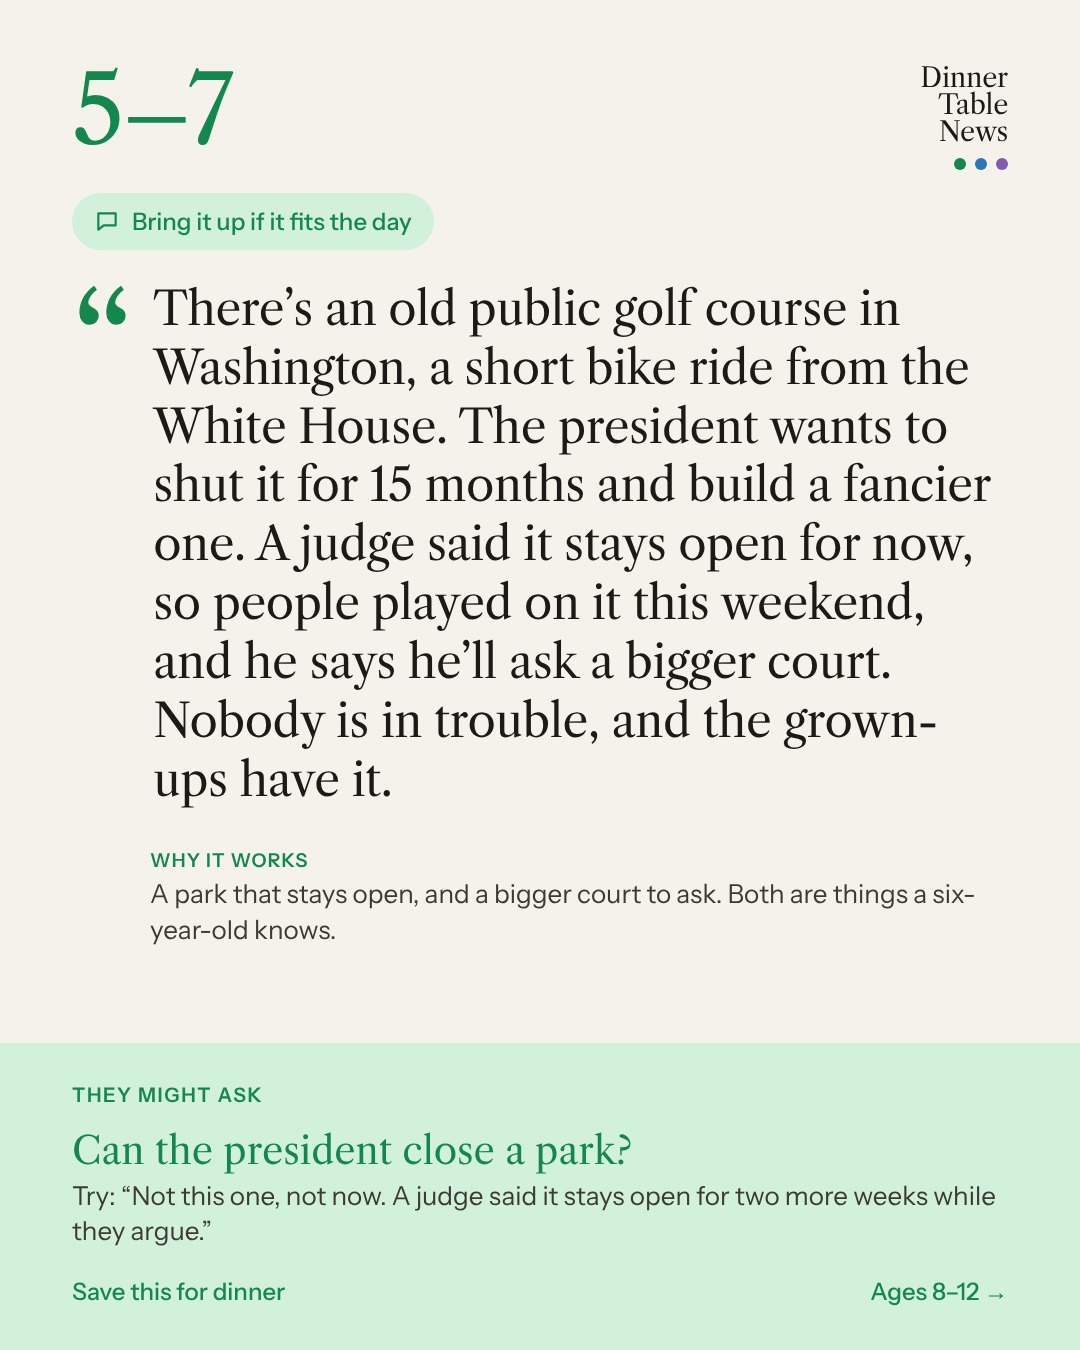 5–7
Dinner
Table
News
Bring it up if it fits the day
“There’s an old public golf course in
Washington, a short bike ride from the
White House. The president wants to
shut it for 15 months and build a fancier
one. A judge said it stays open for now,
so people played on it this weekend,
and he says he’ll ask a bigger court.
Nobody is in trouble, and the grown-
ups have it.
WHY IT WORKS
A park that stays open, and a bigger court to ask. Both are things a six-
year-old knows.
THEY MIGHT ASK
Can the president close a park?
Try: “Not this one, not now. A judge said it stays open for two more weeks while
they argue.”
Save this for dinner
Ages 8–12 →